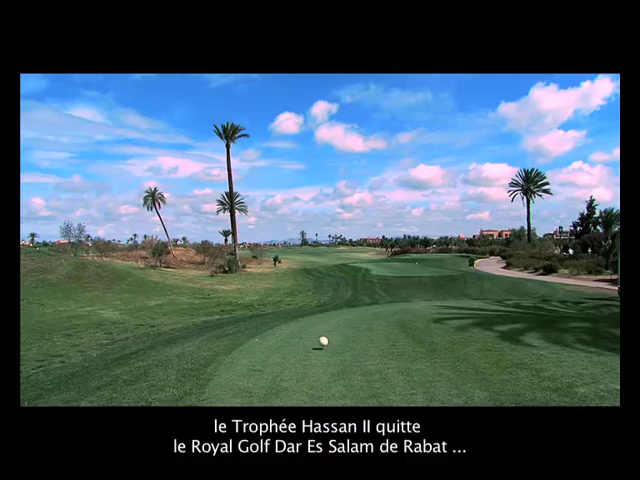 le Trophée Hassan II quitte
le Royal Golf Dar Es Salam de Rabat ...